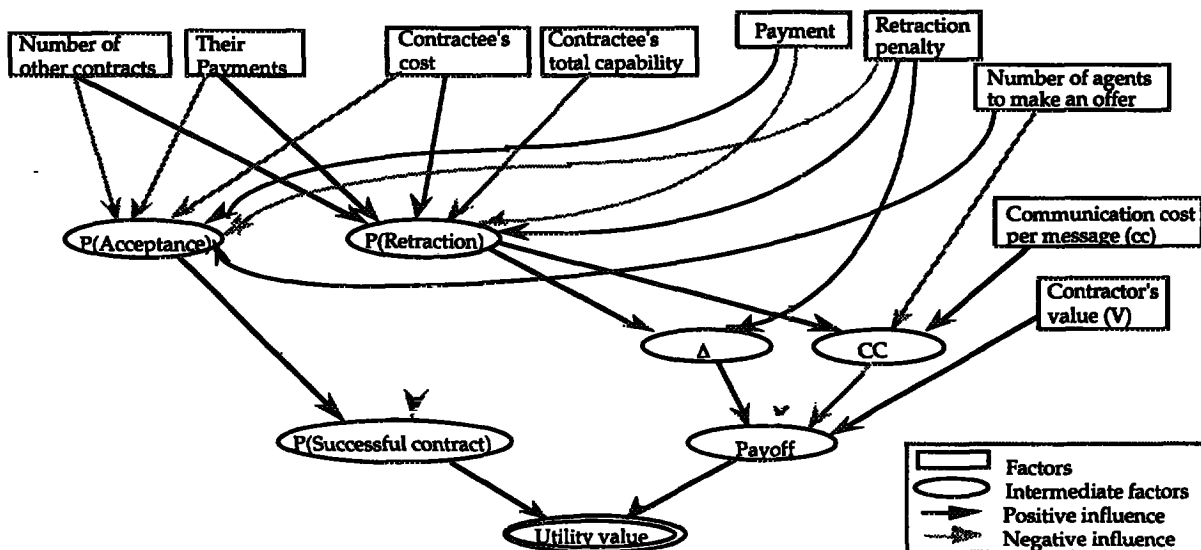 Number of
other contracts
Their
Payments
Contractee's
cost
Contractee's
total capability
Payment
Retraction
penalty
Number of agents
to make an offer
P(Acceptance)
P(Retraction)
Communication cost
per message (cc)
Contractor's
value (V)
Δ
CC
P(Successful contract)
Payoff
Utility value
Factors
Intermediate factors
Positive influence
Negative influence